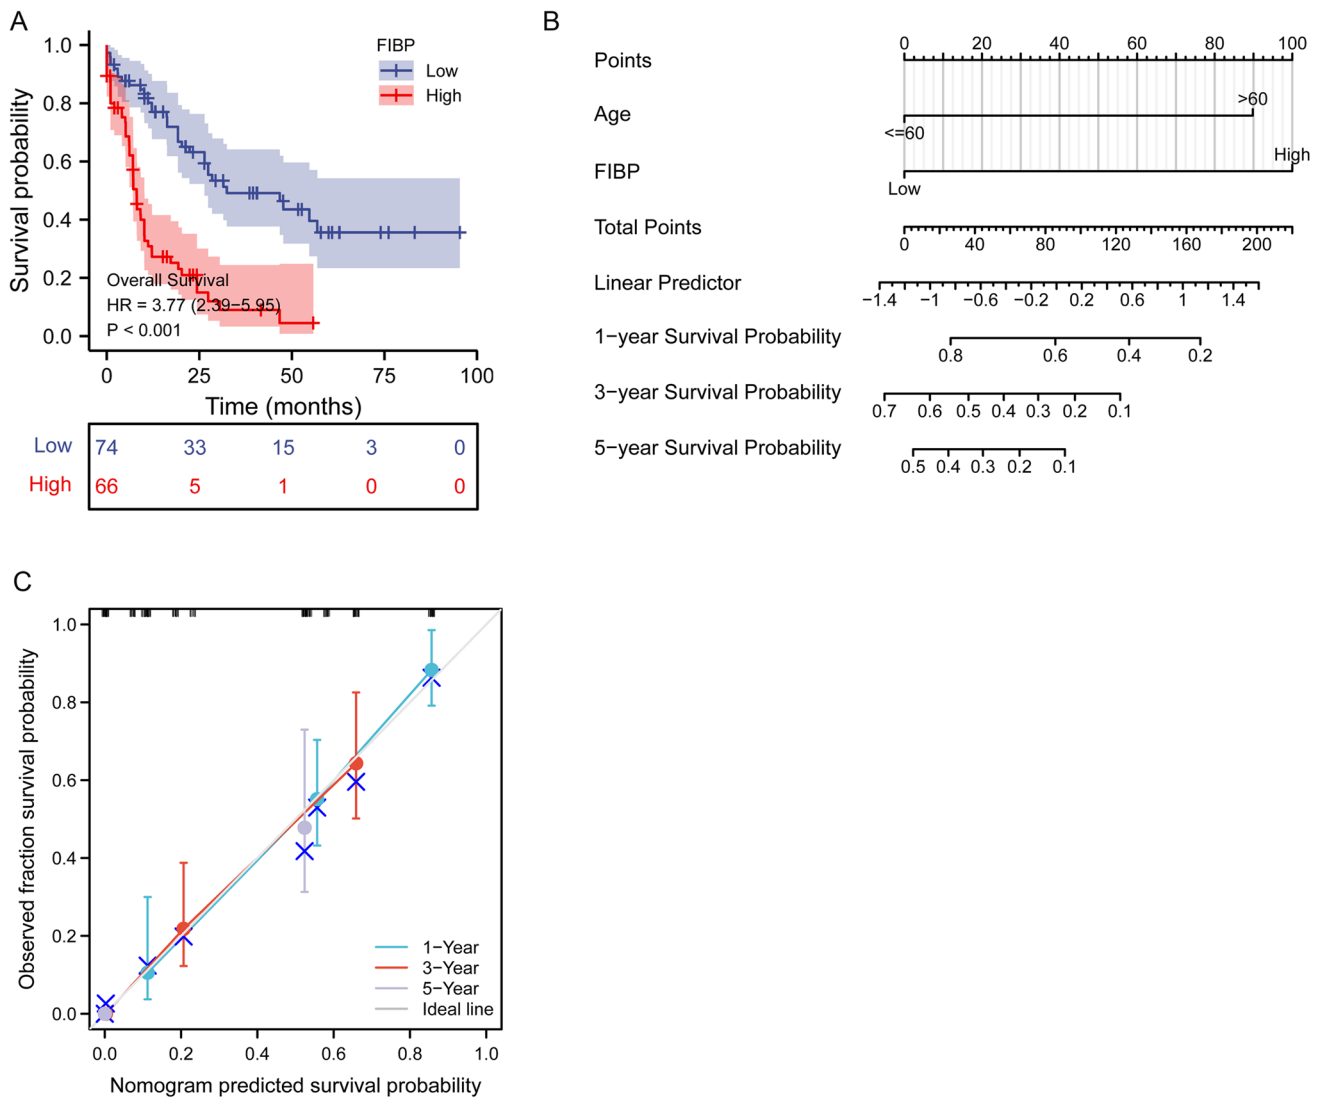 A
FIBP
Low
High
Survival probability
1.0
0.8
0.6
0.4
0.2
0.0
Overall Survival
HR = 3.77 (2.39−5.95)
P < 0.001
0 25 50 75 100
Time (months)
Low 74 33 15 3 0
High 66 5 1 0 0
B
Points 0 20 40 60 80 100
Age <=60 >60
FIBP Low High
Total Points 0 40 80 120 160 200
Linear Predictor −1.4 −1 −0.6 −0.2 0.2 0.6 1 1.4
1−year Survival Probability 0.8 0.6 0.4 0.2
3−year Survival Probability 0.7 0.6 0.5 0.4 0.3 0.2 0.1
5−year Survival Probability 0.5 0.4 0.3 0.2 0.1
C
Observed fraction survival probability
1.0
0.8
0.6
0.4
0.2
0.0
1−Year
3−Year
5−Year
Ideal line
0.0 0.2 0.4 0.6 0.8 1.0
Nomogram predicted survival probability